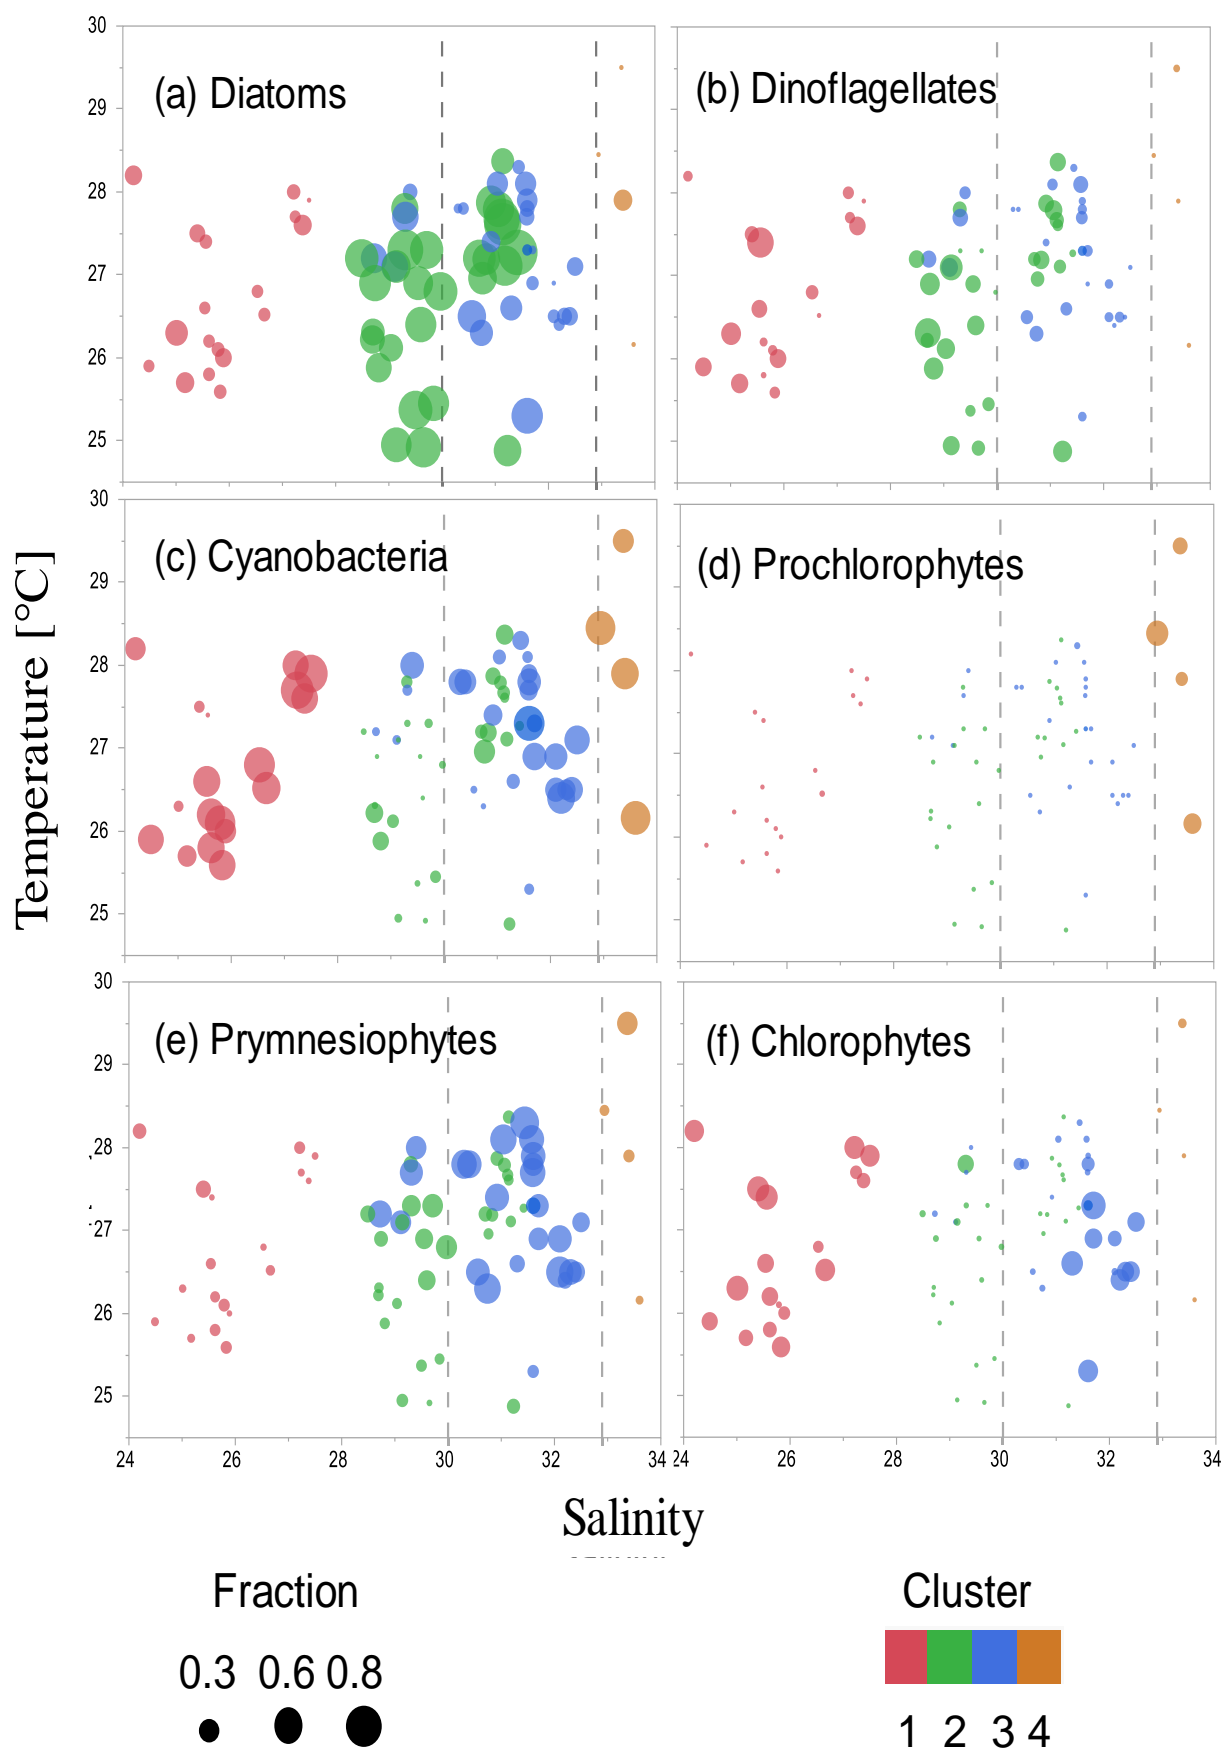 30
29
28
27
26
25
(a) Diatoms
(b) Dinoflagellates
30
29
28
27
26
25
(c) Cyanobacteria
(d) Prochlorophytes
30
29
28
27
26
25
(e) Prymnesiophytes
(f) Chlorophytes
24 26 28 30 32 34 24 26 28 30 32 34
Temperature [°C]
Salinity
Fraction
0.3 0.6 0.8
Cluster
1 2 3 4